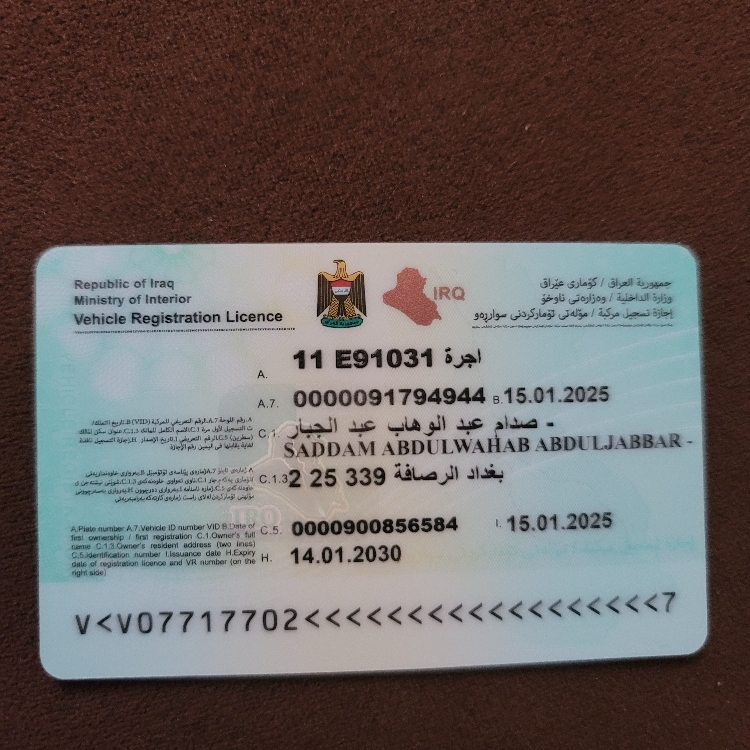 Republic of Iraq
Ministry of Interior
Vehicle Registration Licence
IRQ
جمهورية العراق / كۆماری عێراق
وزارة الداخلية / وەزارەتی ناوخۆ
إجازة تسجيل مركبة / مۆڵەتی تۆمارکردنی سواریەو
A. 11 E91031 اجرة
A.7. 0000091794944 B. 15.01.2025
C.1. صدام عبد الوهاب عبد الجبار -
SADDAM ABDULWAHAB ABDULJABBAR -
C.1.3 2 25 339 بغداد الرصافة
C.5. 0000900856584 I. 15.01.2025
H. 14.01.2030
A.Plate number A.7.Vehicle ID number VID B.Date of
first ownership / first registration C.1.Owner's full
name C.1.3.Owner's resident address (two lines)
C.5.Identification number I.Issuance date H.Expiry
date of registration licence and VR number (on the
right side)
V<V07717702<<<<<<<<<<<<<<<<<<<7